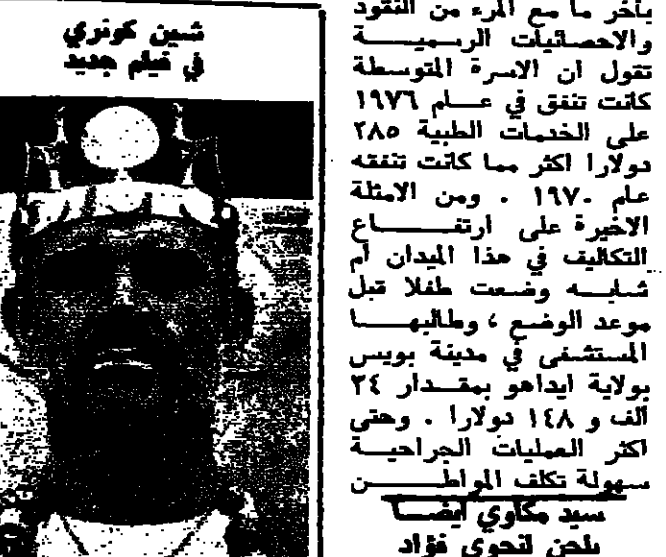 شين كونري
في فيلم جديد
يأخر ما مع المرء من النقود
والاحصائيات الرسمية
تقول ان الاسرة المتوسطة
كانت تنفق في عام ١٩٧٦
على الخدمات الطبية ٢٨٥
دولارا اكثر مما كانت تنفقه
عام ١٩٧٠ . ومن الامثلة
الاخيرة على ارتفاع
التكاليف في هذا الميدان أم
شابه وضعت طفلا قبل
موعد الوضع ، وطالبها
المستشفى في مدينة بويس
بولاية ايداهو بمقدار ٣٤
ألف و ١٤٨ دولارا . وحتى
اكثر العمليات الجراحية
سهولة تكلف المواطن
سيد مكاوي ايضا
يلحن لنجوى فؤاد